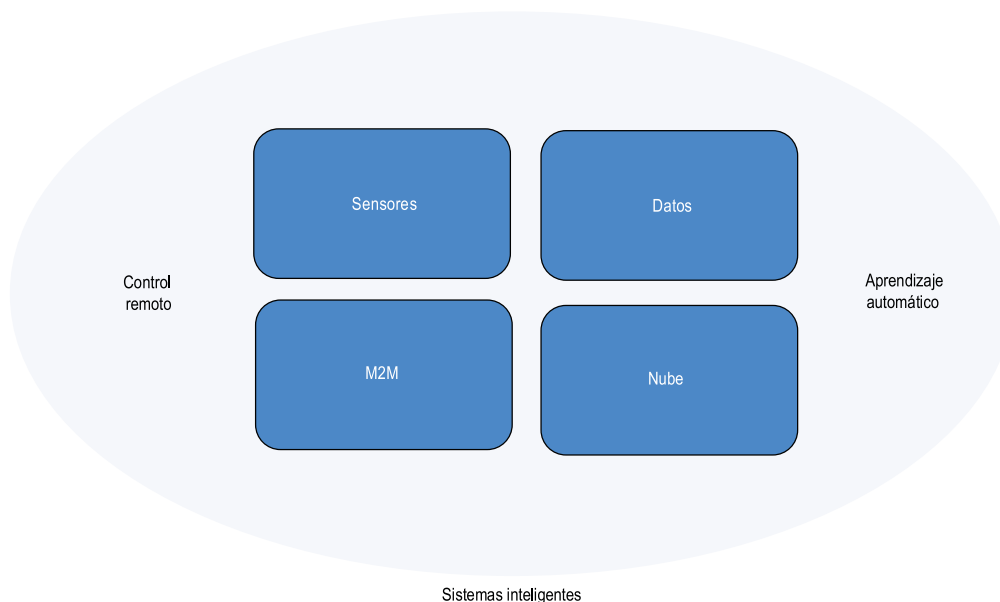 Sensores
Datos
Control
remoto
Aprendizaje
automático
M2M
Nube
Sistemas inteligentes